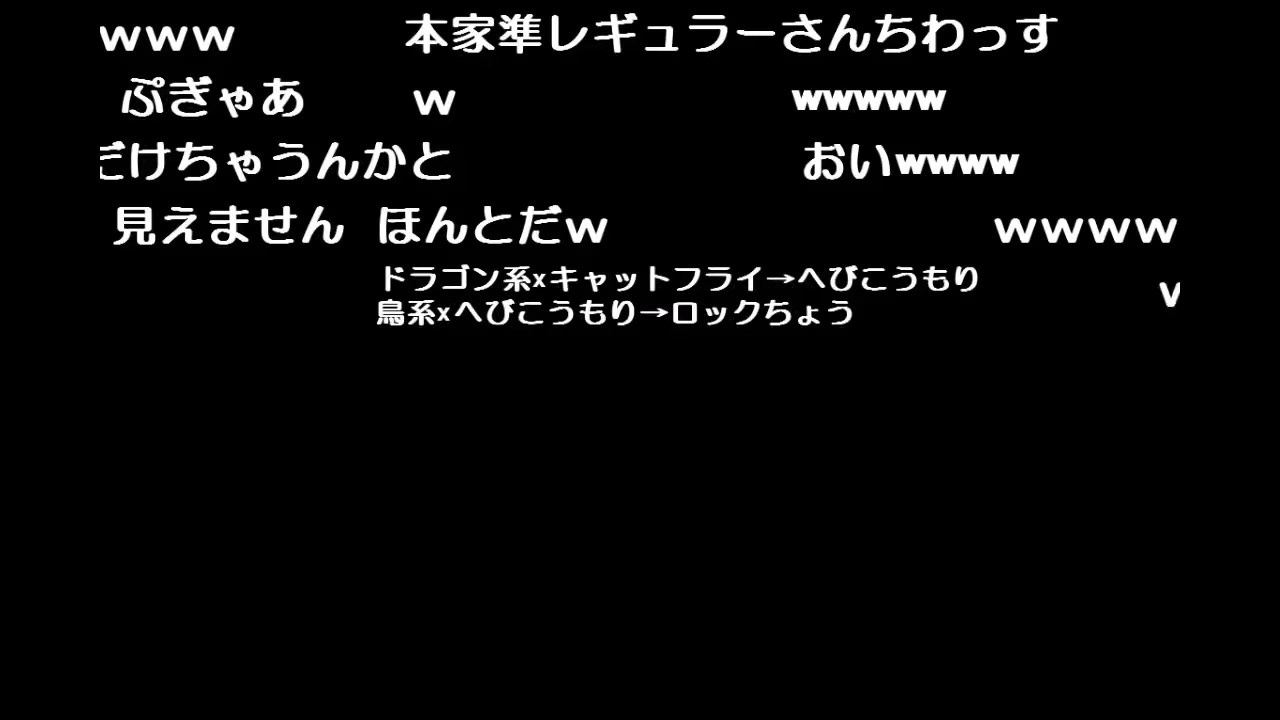 ｗｗｗ 本家準レギュラーさんちわっす
ぷぎゃあ ｗ wwwww
だけちゃうんかと おいwwww
見えません ほんとだｗ ｗｗｗｗ
ドラゴン系xキャットフライ→へびこうもり
鳥系xへびこうもり→ロックちょう